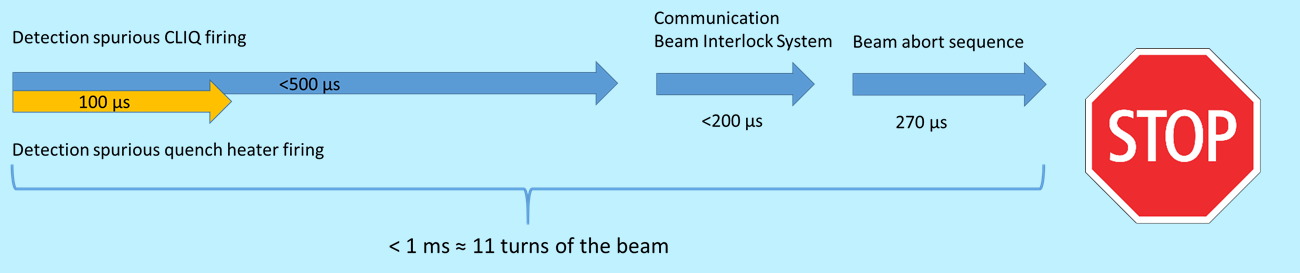 Detection spurious CLIQ firing
<500 µs
100 µs
Detection spurious quench heater firing
Communication
Beam Interlock System
<200 µs
Beam abort sequence
270 µs
STOP
< 1 ms ≈ 11 turns of the beam